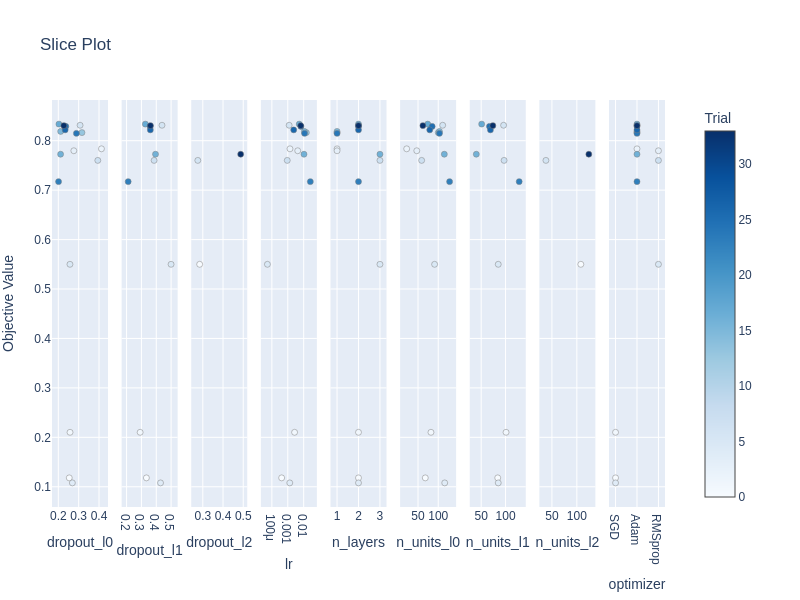 Slice Plot
Trial
Objective Value
0.8
0.7
0.6
0.5
0.4
0.3
0.2
0.1
0.2 0.3 0.4
0.2 0.3 0.4 0.5
0.3 0.4 0.5
100μ 0.001 0.01
1 2 3
50 100
50 100
50 100
SGD Adam RMSprop
dropout_l0 dropout_l1 dropout_l2 lr n_layers n_units_l0 n_units_l1 n_units_l2 optimizer
30
25
20
15
10
5
0